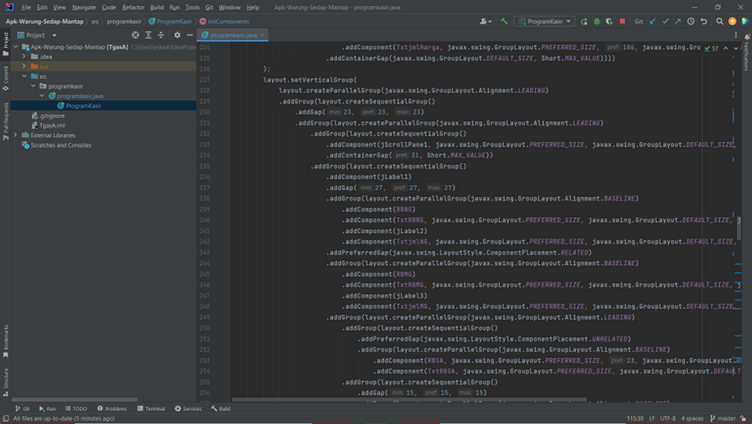 File Edit View Navigate Code Refactor Build Run Tools Git Window Help Apk-Warung-Sedap-Mantap - programkasir.java
Apk-Warung-Sedap-Mantap src programkasir ProgramKasir initComponents
ProgramKasir Git:
Project
programkasir.java
Apk-Warung-Sedap-Mantap [TgasA]
.idea
out
src
programkasir
programkasir.java
ProgramKasir
.gitignore
TgasA.iml
External Libraries
Scratches and Consoles
Project
Commit
Pull Requests
Bookmarks
Structure
Notifications
57
224 .addComponent(TxtjmlHarga, javax.swing.GroupLayout.PREFERRED_SIZE, pref 106, javax.swing.Gr
225 .addContainerGap(javax.swing.GroupLayout.DEFAULT_SIZE, Short.MAX_VALUE))))
226 );
227 layout.setVerticalGroup(
228 layout.createParallelGroup(javax.swing.GroupLayout.Alignment.LEADING)
229 .addGroup(layout.createSequentialGroup()
230 .addGap( min 23, pref 23, max 23)
231 .addGroup(layout.createParallelGroup(javax.swing.GroupLayout.Alignment.LEADING)
232 .addGroup(layout.createSequentialGroup()
233 .addComponent(jScrollPane1, javax.swing.GroupLayout.PREFERRED_SIZE, javax.swing.GroupLayout.DEFAULT_SIZE,
234 .addContainerGap( pref 31, Short.MAX_VALUE))
235 .addGroup(layout.createSequentialGroup()
236 .addComponent(jLabel1)
237 .addGap( min 27, pref 27, max 27)
238 .addGroup(layout.createParallelGroup(javax.swing.GroupLayout.Alignment.BASELINE)
239 .addComponent(RBNG)
240 .addComponent(TxtRBNG, javax.swing.GroupLayout.PREFERRED_SIZE, javax.swing.GroupLayout.DEFAULT_SIZE,
241 .addComponent(jLabel2)
242 .addComponent(TxtjmlNG, javax.swing.GroupLayout.PREFERRED_SIZE, javax.swing.GroupLayout.DEFAULT_SIZE,
243 .addPreferredGap(javax.swing.LayoutStyle.ComponentPlacement.RELATED)
244 .addGroup(layout.createParallelGroup(javax.swing.GroupLayout.Alignment.BASELINE)
245 .addComponent(RBMG)
246 .addComponent(TxtRBMG, javax.swing.GroupLayout.PREFERRED_SIZE, javax.swing.GroupLayout.DEFAULT_SIZE,
247 .addComponent(jLabel3)
248 .addComponent(TxtjmlMG, javax.swing.GroupLayout.PREFERRED_SIZE, javax.swing.GroupLayout.DEFAULT_SIZE,
249 .addGroup(layout.createParallelGroup(javax.swing.GroupLayout.Alignment.LEADING)
250 .addGroup(layout.createSequentialGroup()
251 .addPreferredGap(javax.swing.LayoutStyle.ComponentPlacement.UNRELATED)
252 .addGroup(layout.createParallelGroup(javax.swing.GroupLayout.Alignment.BASELINE)
253 .addComponent(RBSA, javax.swing.GroupLayout.PREFERRED_SIZE, pref 23, javax.swing.GroupLayout.
254 .addComponent(TxtRBSA, javax.swing.GroupLayout.PREFERRED_SIZE, javax.swing.GroupLayout.DEFAUL
255 .addGroup(layout.createSequentialGroup()
256 .addGap( min 15, pref 15, max 15)
Git Run TODO Problems Terminal Services Build
All files are up-to-date (5 minutes ago) 115:30 LF UTF-8 4 spaces master